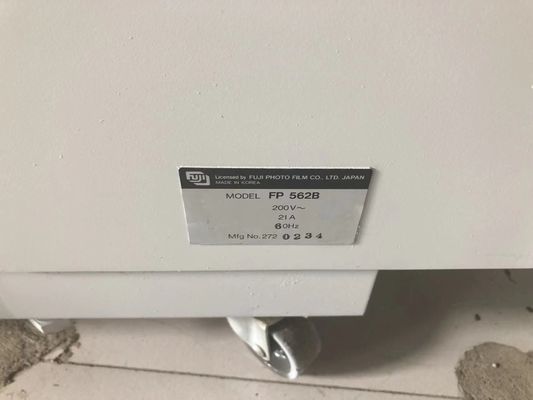 FUJI Licensed by FUJI PHOTO FILM CO., LTD. JAPAN
MADE IN KOREA
MODEL FP 562B
200V~
21A
60Hz
Mfg No.272 0234